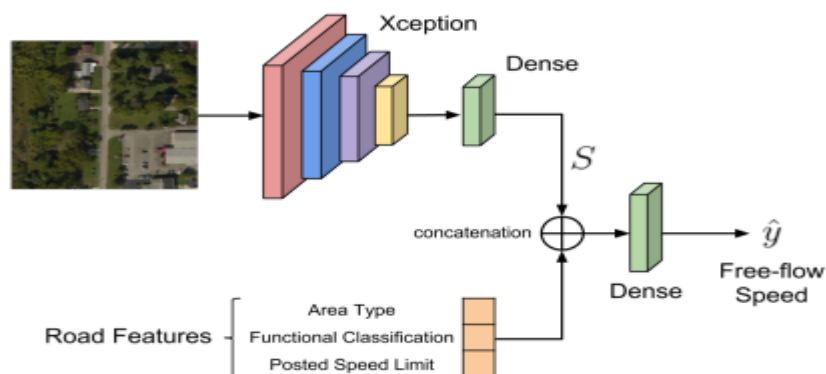 Xception
Dense
S
concatenation
ŷ
Dense
Free-flow
Speed
Road Features
Area Type
Functional Classification
Posted Speed Limit